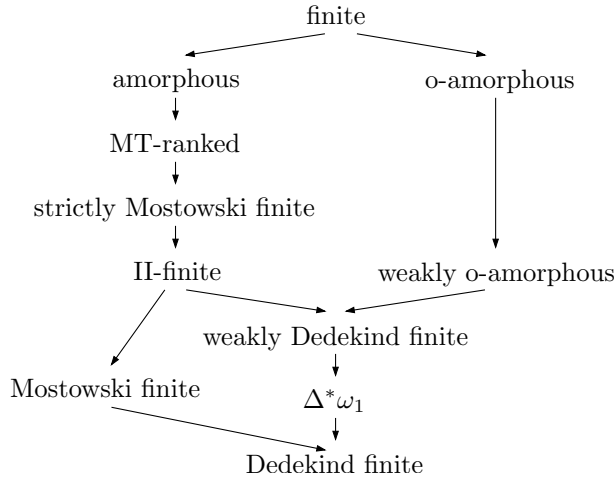 finite
amorphous
o-amorphous
MT-ranked
strictly Mostowski finite
II-finite
weakly o-amorphous
weakly Dedekind finite
Mostowski finite
Δ*ω₁
Dedekind finite